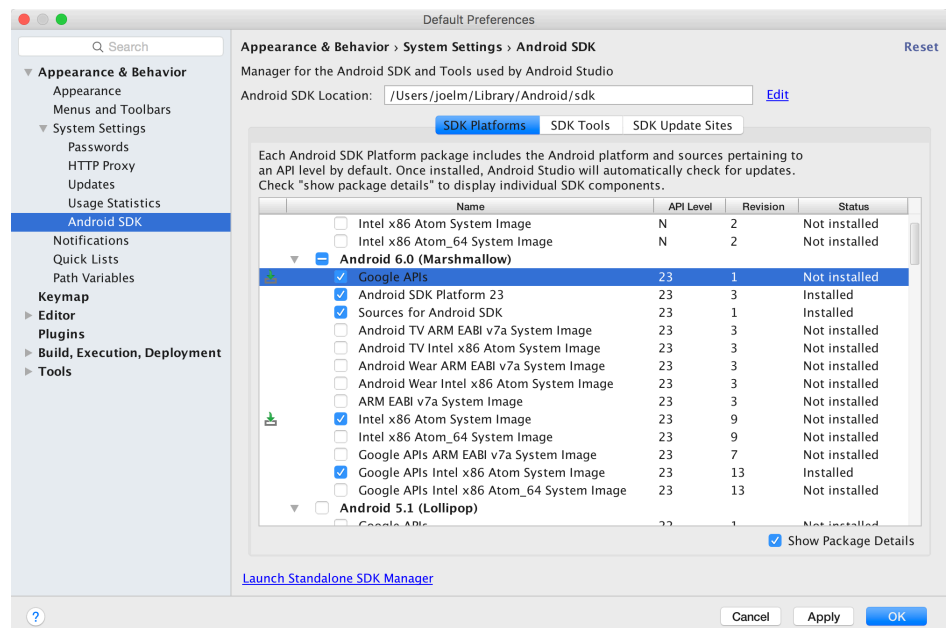 Default Preferences
Search
Appearance & Behavior
Appearance
Menus and Toolbars
System Settings
Passwords
HTTP Proxy
Updates
Usage Statistics
Android SDK
Notifications
Quick Lists
Path Variables
Keymap
Editor
Plugins
Build, Execution, Deployment
Tools
Appearance & Behavior › System Settings › Android SDK
Reset
Manager for the Android SDK and Tools used by Android Studio
Android SDK Location: /Users/joelm/Library/Android/sdk Edit
SDK Platforms SDK Tools SDK Update Sites
Each Android SDK Platform package includes the Android platform and sources pertaining to
an API level by default. Once installed, Android Studio will automatically check for updates.
Check "show package details" to display individual SDK components.
Name API Level Revision Status
Intel x86 Atom System Image N 2 Not installed
Intel x86 Atom_64 System Image N 2 Not installed
Android 6.0 (Marshmallow)
Google APIs 23 1 Not installed
Android SDK Platform 23 23 3 Installed
Sources for Android SDK 23 1 Installed
Android TV ARM EABI v7a System Image 23 3 Not installed
Android TV Intel x86 Atom System Image 23 3 Not installed
Android Wear ARM EABI v7a System Image 23 3 Not installed
Android Wear Intel x86 Atom System Image 23 3 Not installed
ARM EABI v7a System Image 23 3 Not installed
Intel x86 Atom System Image 23 9 Not installed
Intel x86 Atom_64 System Image 23 9 Not installed
Google APIs ARM EABI v7a System Image 23 7 Not installed
Google APIs Intel x86 Atom System Image 23 13 Installed
Google APIs Intel x86 Atom_64 System Image 23 13 Not installed
Android 5.1 (Lollipop)
Google APIs 22 1 Not installed
Show Package Details
Launch Standalone SDK Manager
?
Cancel Apply OK